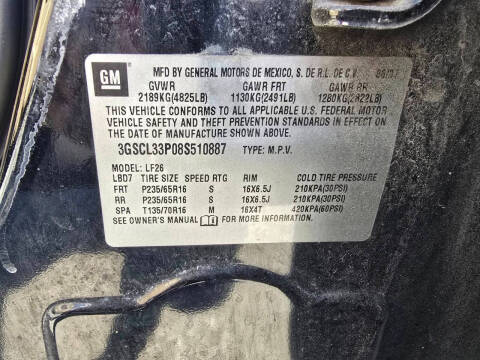 GM
MFD BY GENERAL MOTORS DE MEXICO, S. DE R.L. DE C.V. 06/07
GVWR GAWR FRT GAWR RR
2189KG(4825LB) 1130KG(2491LB) 1280KG(2822LB)
THIS VEHICLE CONFORMS TO ALL APPLICABLE U.S. FEDERAL MOTOR
VEHICLE SAFETY AND THEFT PREVENTION STANDARDS IN EFFECT ON
THE DATE OF MANUFACTURE SHOWN ABOVE.
3GSCL33P08S510887 TYPE: M.P.V.
MODEL: LF26
LBD7 TIRE SIZE SPEED RTG RIM COLD TIRE PRESSURE
FRT P235/65R16 S 16X6.5J 210KPA(30PSI)
RR P235/65R16 S 16X6.5J 210KPA(30PSI)
SPA T135/70R16 M 16X4T 420KPA(60PSI)
SEE OWNER'S MANUAL FOR MORE INFORMATION.